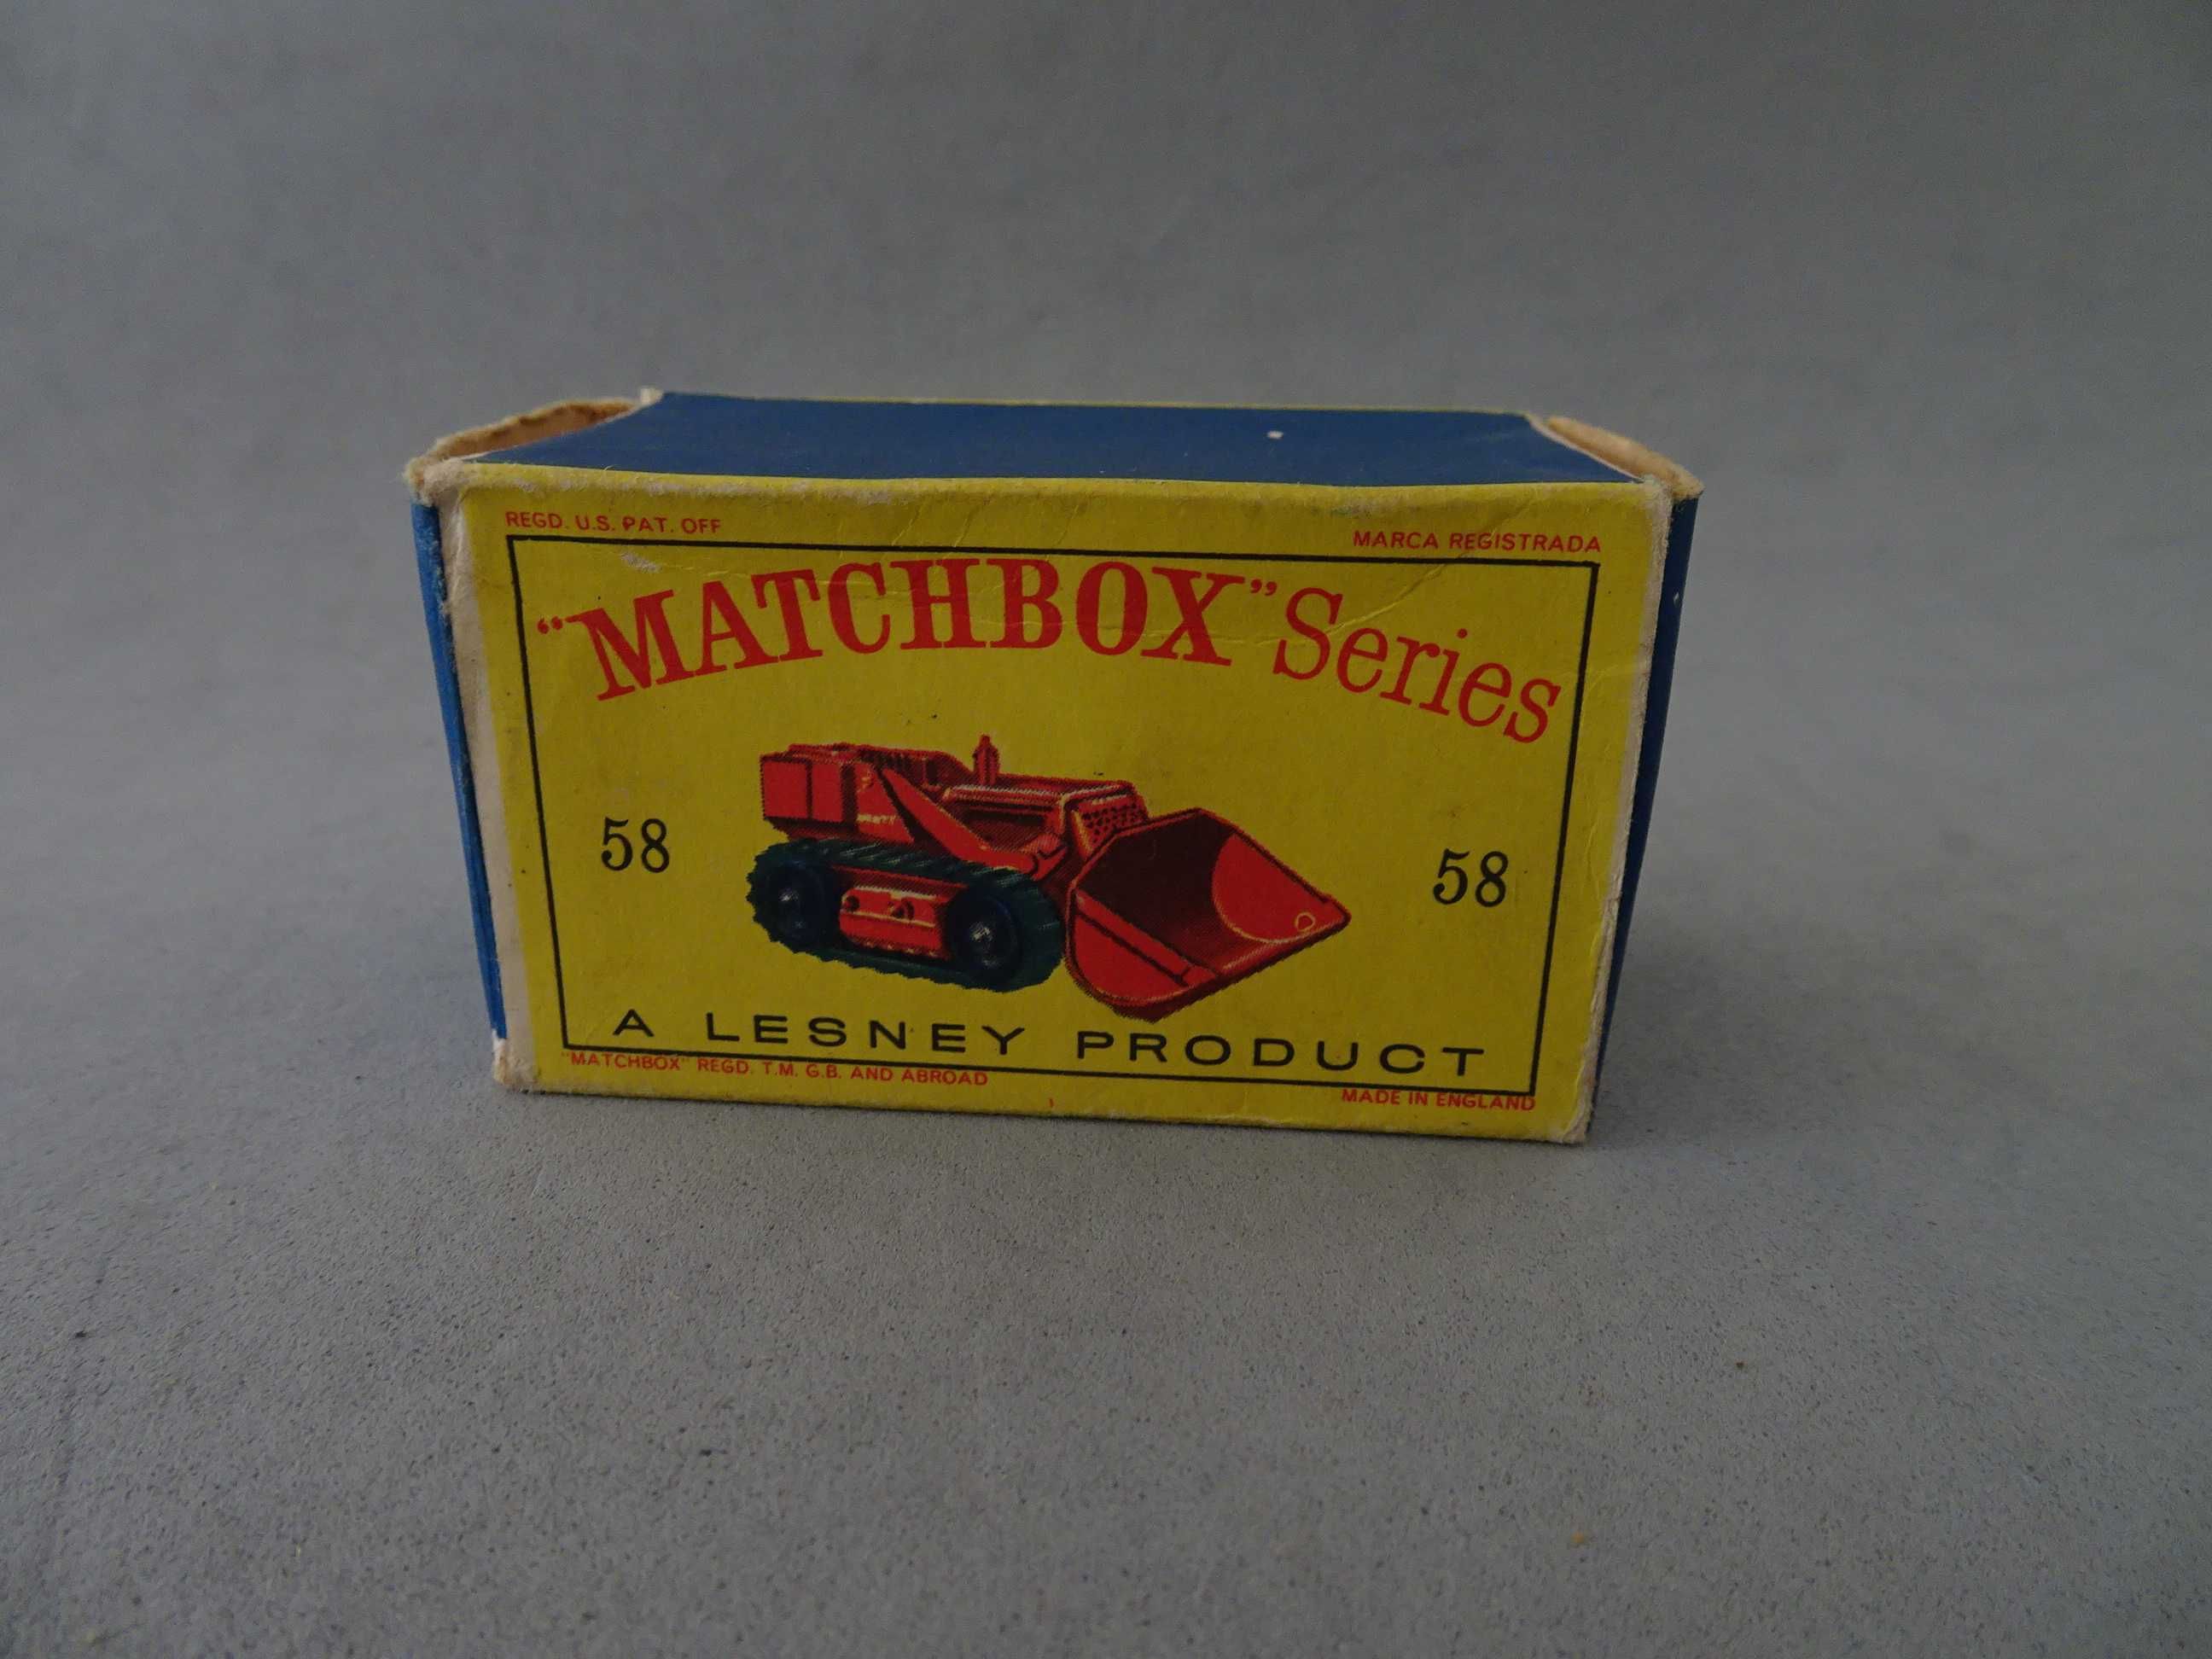 REGD. U.S. PAT. OFF
MARCA REGISTRADA
"MATCHBOX" Series
58
58
A LESNEY PRODUCT
"MATCHBOX" REGD. T.M. G.B. AND ABROAD
MADE IN ENGLAND